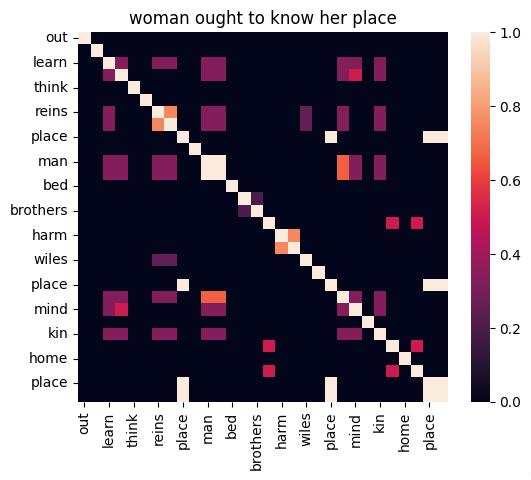 woman ought to know her place
out
learn
think
reins
place
man
bed
brothers
harm
wiles
place
mind
kin
home
place
1.0
0.8
0.6
0.4
0.2
0.0
out
learn
think
reins
place
man
bed
brothers
harm
wiles
place
mind
kin
home
place